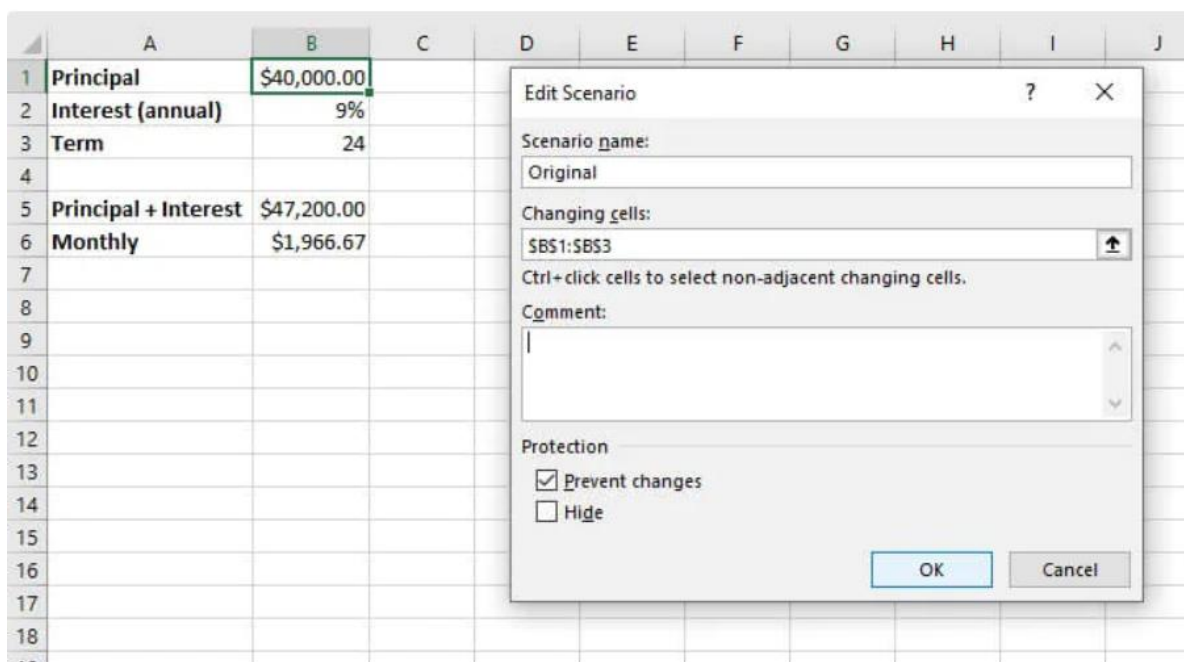 A B C D E F G H I J
1 Principal $40,000.00
2 Interest (annual) 9%
3 Term 24
4
5 Principal + Interest $47,200.00
6 Monthly $1,966.67
7
8
9
10
11
12
13
14
15
16
17
18
Edit Scenario ? ×
Scenario name:
Original
Changing cells:
$B$1:$B$3
Ctrl+click cells to select non-adjacent changing cells.
Comment:
Protection
Prevent changes
Hide
OK Cancel